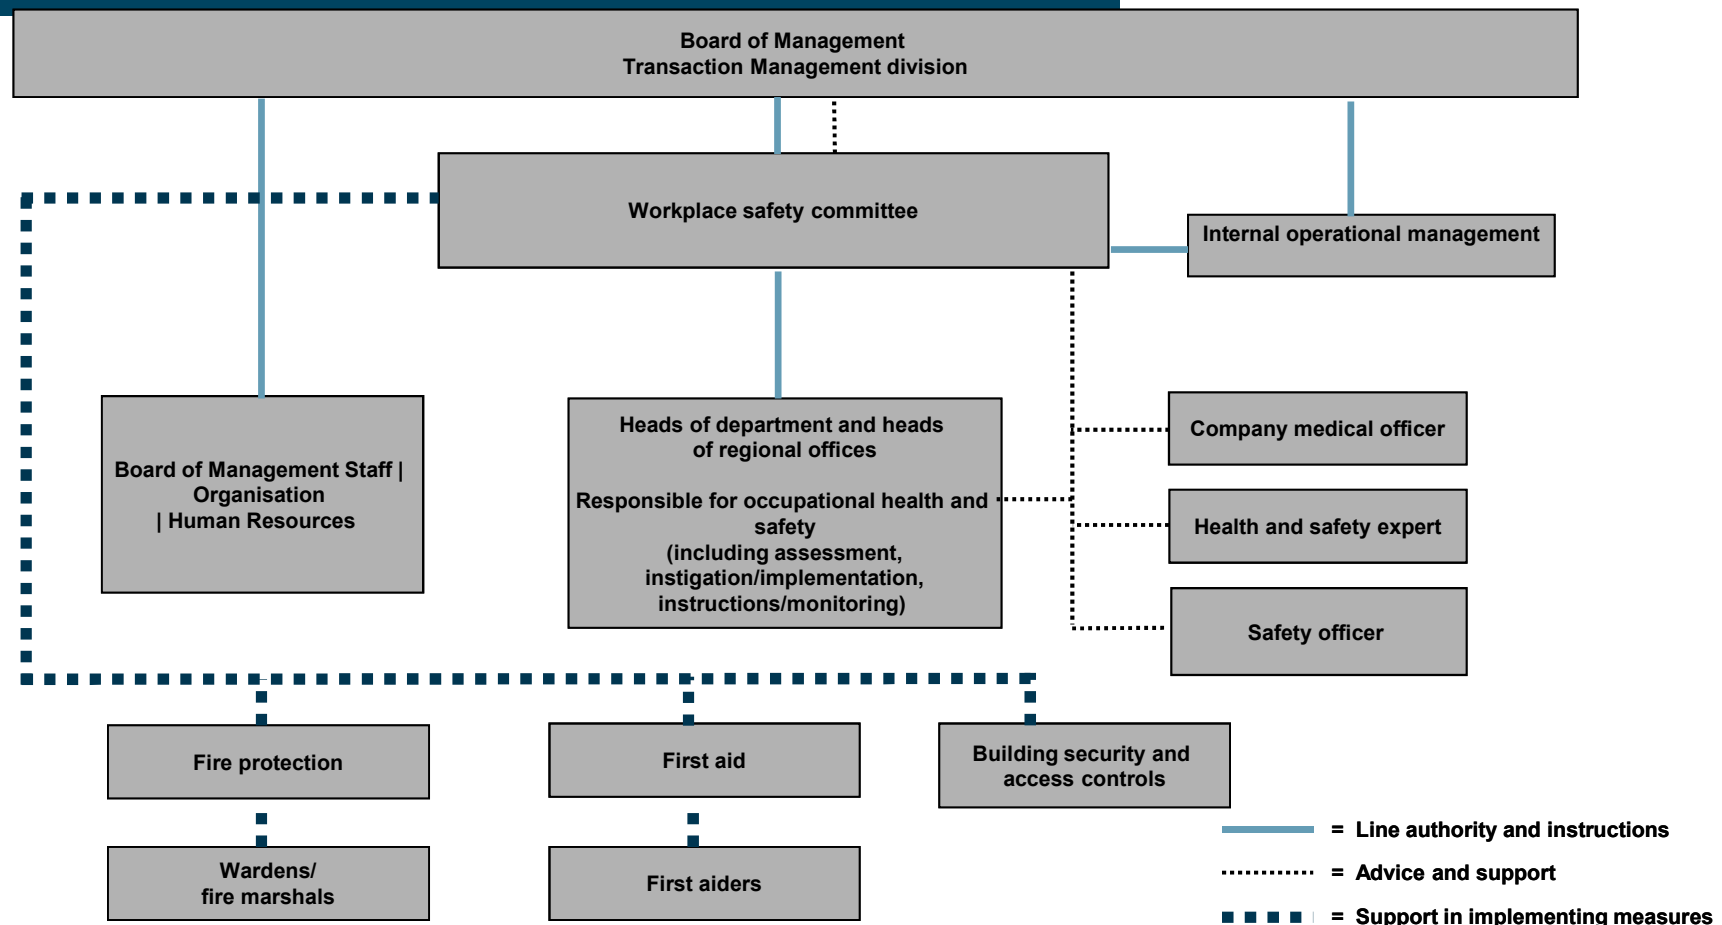 Board of Management
Transaction Management division
Workplace safety committee
Internal operational management
Board of Management Staff |
Organisation
| Human Resources
Heads of department and heads
of regional offices
Responsible for occupational health and
safety
(including assessment,
instigation/implementation,
instructions/monitoring)
Company medical officer
Health and safety expert
Safety officer
Fire protection
First aid
Building security and
access controls
Wardens/
fire marshals
First aiders
= Line authority and instructions
= Advice and support
= Support in implementing measures